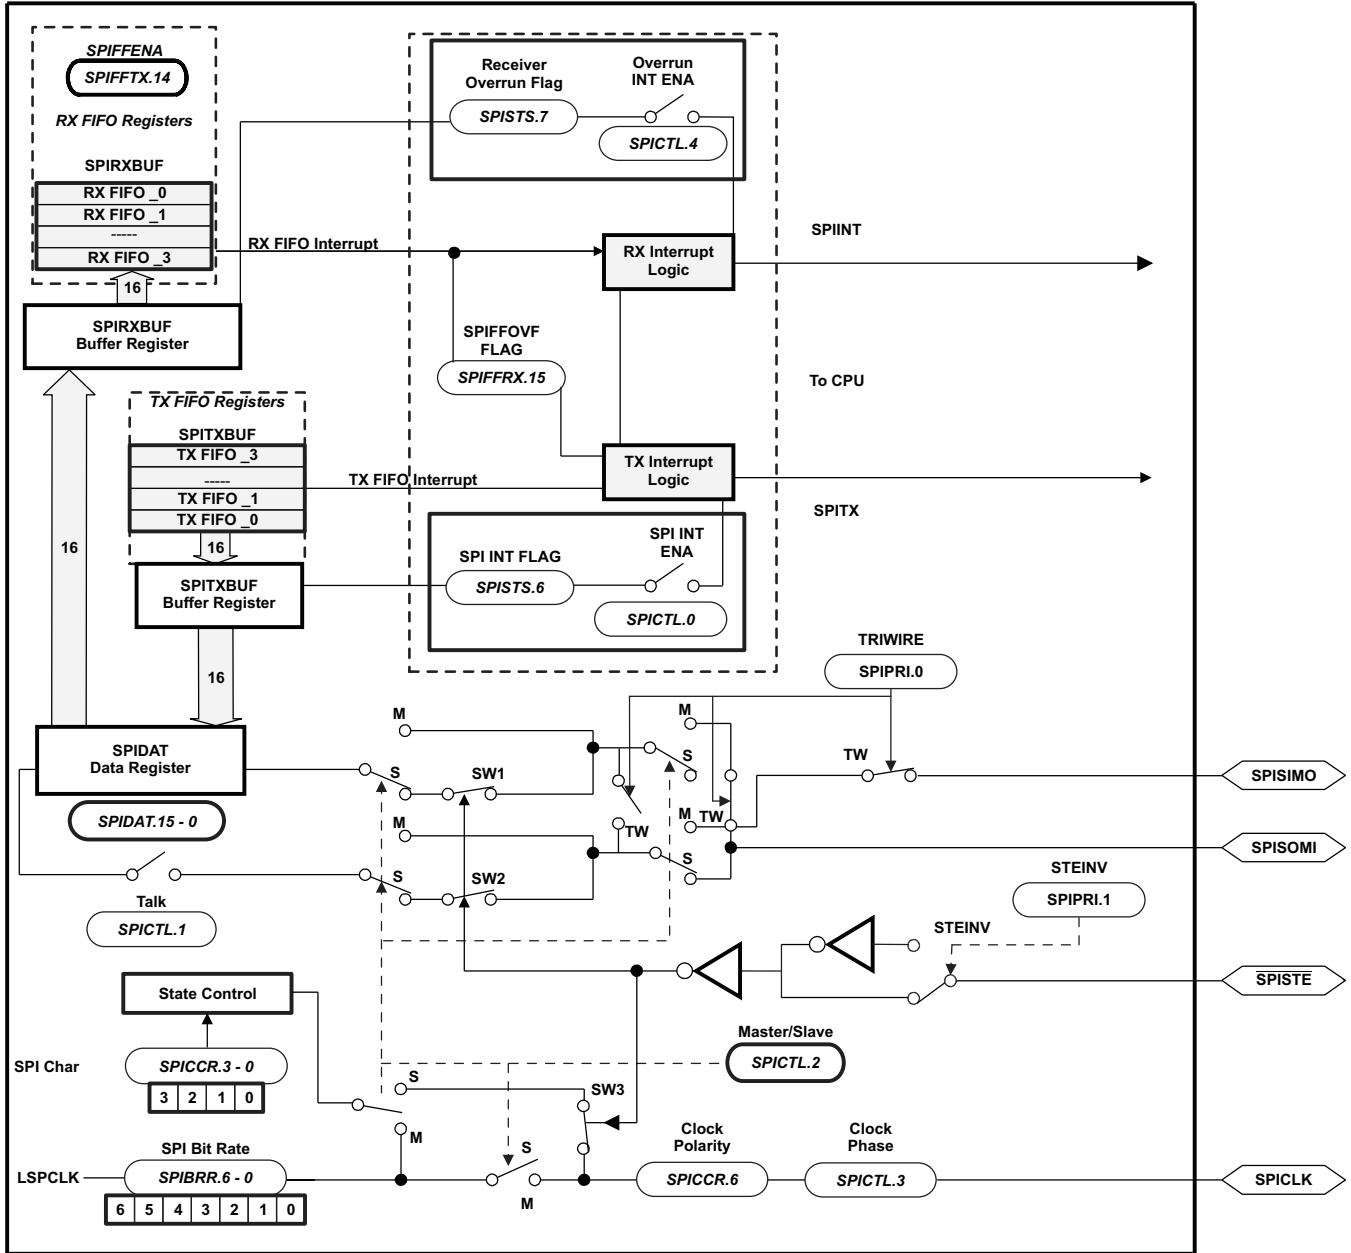 SPIFFENA
SPIFFTX.14
RX FIFO Registers
SPIRXBUF
RX FIFO _0
RX FIFO _1
-----
RX FIFO _3
16
SPIRXBUF
Buffer Register
RX FIFO Interrupt
Receiver
Overrun Flag
SPISTS.7
Overrun
INT ENA
SPICTL.4
RX Interrupt
Logic
SPIINT
SPIFFOVF
FLAG
SPIFFRX.15
To CPU
16
TX FIFO Registers
SPITXBUF
TX FIFO _3
-----
TX FIFO _1
TX FIFO _0
16
SPITXBUF
Buffer Register
16
TX FIFO Interrupt
TX Interrupt
Logic
SPITX
SPI INT FLAG
SPISTS.6
SPI INT
ENA
SPICTL.0
TRIWIRE
SPIPRI.0
SPIDAT
Data Register
SPIDAT.15 - 0
Talk
SPICTL.1
M
S
SW1
M
S
SW2
TW
M
S
M
TW
S
TW
SPISIMO
SPISOMI
STEINV
SPIPRI.1
STEINV
SPISTE
State Control
SPI Char
SPICCR.3 - 0
3 2 1 0
Master/Slave
SPICTL.2
S
M
SW3
SPI Bit Rate
LSPCLK
SPIBRR.6 - 0
6 5 4 3 2 1 0
S
M
Clock
Polarity
SPICCR.6
Clock
Phase
SPICTL.3
SPICLK